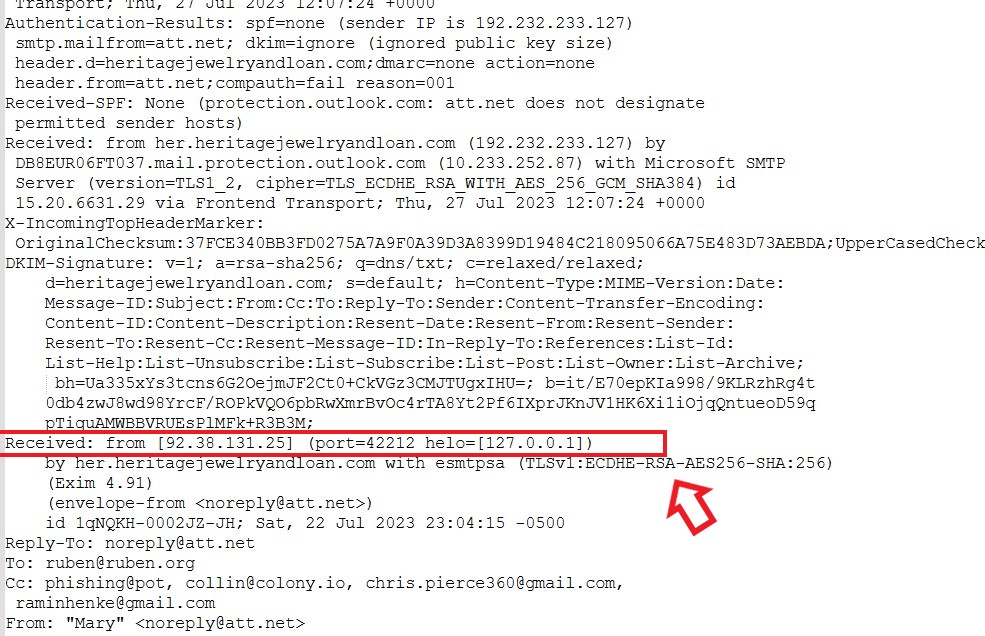 Transport; Thu, 27 Jul 2023 12:07:24 +0000
Authentication-Results: spf=none (sender IP is 192.232.233.127)
smtp.mailfrom=att.net; dkim=ignore (ignored public key size)
header.d=heritagejewelryandloan.com;dmarc=none action=none
header.from=att.net;compauth=fail reason=001
Received-SPF: None (protection.outlook.com: att.net does not designate
permitted sender hosts)
Received: from her.heritagejewelryandloan.com (192.232.233.127) by
DB8EUR06FT037.mail.protection.outlook.com (10.233.252.87) with Microsoft SMTP
Server (version=TLS1_2, cipher=TLS_ECDHE_RSA_WITH_AES_256_GCM_SHA384) id
15.20.6631.29 via Frontend Transport; Thu, 27 Jul 2023 12:07:24 +0000
X-IncomingTopHeaderMarker:
OriginalChecksum:37FCE340BB3FD0275A7A9F0A39D3A8399D19484C218095066A75E483D73AEBDA;UpperCasedCheck
DKIM-Signature: v=1; a=rsa-sha256; q=dns/txt; c=relaxed/relaxed;
d=heritagejewelryandloan.com; s=default; h=Content-Type:MIME-Version:Date:
Message-ID:Subject:From:Cc:To:Reply-To:Sender:Content-Transfer-Encoding:
Content-ID:Content-Description:Resent-Date:Resent-From:Resent-Sender:
Resent-To:Resent-Cc:Resent-Message-ID:In-Reply-To:References:List-Id:
List-Help:List-Unsubscribe:List-Subscribe:List-Post:List-Owner:List-Archive;
bh=Ua335xYs3tcns6G2OejmJF2Ct0+CkVGz3CMJTUgxIHU=; b=it/E70epKIa998/9KLRzhRg4t
0db4zwJ8wd98YrcF/ROPkVQO6pbRwXmrBvOc4rTA8Yt2Pf6IXprJKnJV1HK6Xi1iOjqQntueoD59q
pTiquAMWBBVRUEsPlMFk+R3B3M;
Received: from [92.38.131.25] (port=42212 helo=[127.0.0.1])
by her.heritagejewelryandloan.com with esmtpsa (TLSv1:ECDHE-RSA-AES256-SHA:256)
(Exim 4.91)
(envelope-from <noreply@att.net>)
id 1qNQKH-0002JZ-JH; Sat, 22 Jul 2023 23:04:15 -0500
Reply-To: noreply@att.net
To: ruben@ruben.org
Cc: phishing@pot, collin@colony.io, chris.pierce360@gmail.com,
raminhenke@gmail.com
From: "Mary" <noreply@att.net>